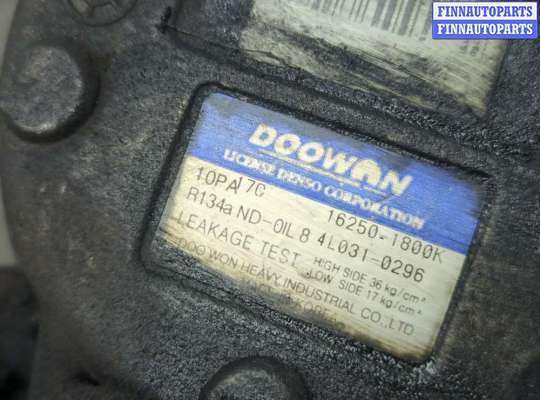 FINNAUTOPARTS
FINNAUTOPARTS
DOOWON
LICENSE DENSO CORPORATION
10PA17C 16250-1800K
R134a ND-OIL 8 4L031-0296
LEAKAGE TEST HIGH SIDE 36 kg/cm²
LOW SIDE 17 kg/cm²
DOO WON HEAVY INDUSTRIAL CO., LTD.